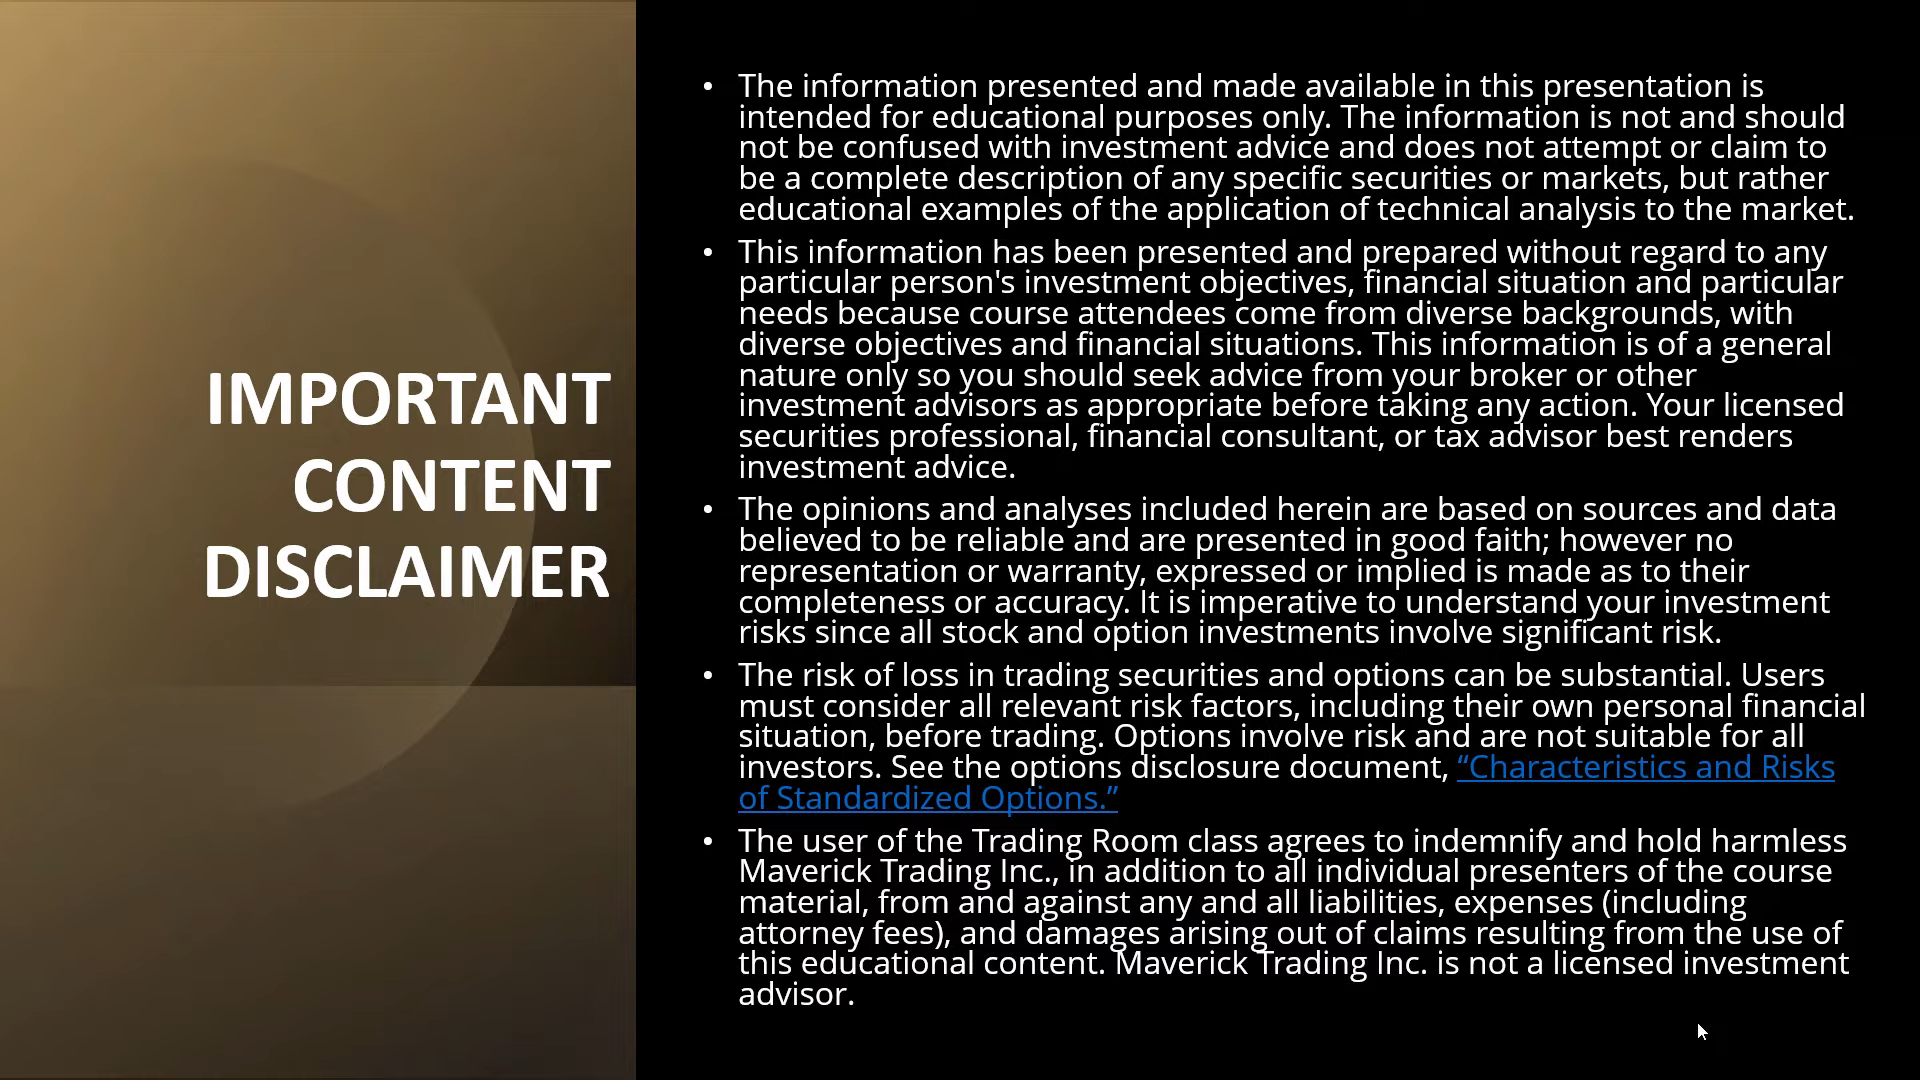 IMPORTANT
CONTENT
DISCLAIMER
• The information presented and made available in this presentation is
intended for educational purposes only. The information is not and should
not be confused with investment advice and does not attempt or claim to
be a complete description of any specific securities or markets, but rather
educational examples of the application of technical analysis to the market.
• This information has been presented and prepared without regard to any
particular person's investment objectives, financial situation and particular
needs because course attendees come from diverse backgrounds, with
diverse objectives and financial situations. This information is of a general
nature only so you should seek advice from your broker or other
investment advisors as appropriate before taking any action. Your licensed
securities professional, financial consultant, or tax advisor best renders
investment advice.
• The opinions and analyses included herein are based on sources and data
believed to be reliable and are presented in good faith; however no
representation or warranty, expressed or implied is made as to their
completeness or accuracy. It is imperative to understand your investment
risks since all stock and option investments involve significant risk.
• The risk of loss in trading securities and options can be substantial. Users
must consider all relevant risk factors, including their own personal financial
situation, before trading. Options involve risk and are not suitable for all
investors. See the options disclosure document, “Characteristics and Risks
of Standardized Options.”
• The user of the Trading Room class agrees to indemnify and hold harmless
Maverick Trading Inc., in addition to all individual presenters of the course
material, from and against any and all liabilities, expenses (including
attorney fees), and damages arising out of claims resulting from the use of
this educational content. Maverick Trading Inc. is not a licensed investment
advisor.